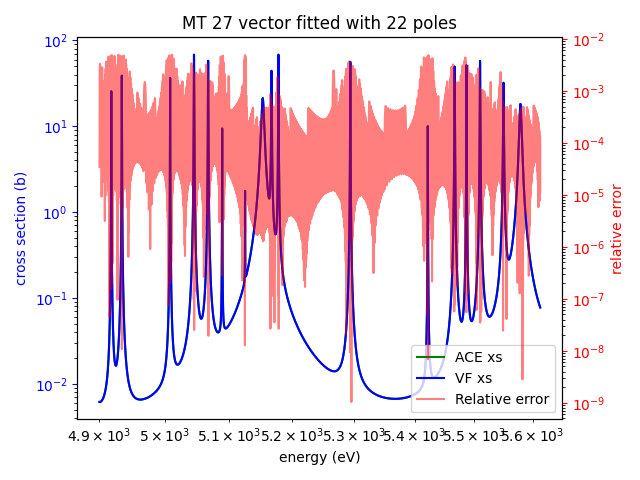 MT 27 vector fitted with 22 poles
10² 10⁻²
10⁻³
10¹ 10⁻⁴
10⁻⁵
10⁰ 10⁻⁶
10⁻¹ 10⁻⁷
10⁻⁸
10⁻² 10⁻⁹
cross section (b)
relative error
ACE xs
VF xs
Relative error
4.9 × 10³ 5 × 10³ 5.1 × 10³ 5.2 × 10³ 5.3 × 10³ 5.4 × 10³ 5.5 × 10³ 5.6 × 10³
energy (eV)